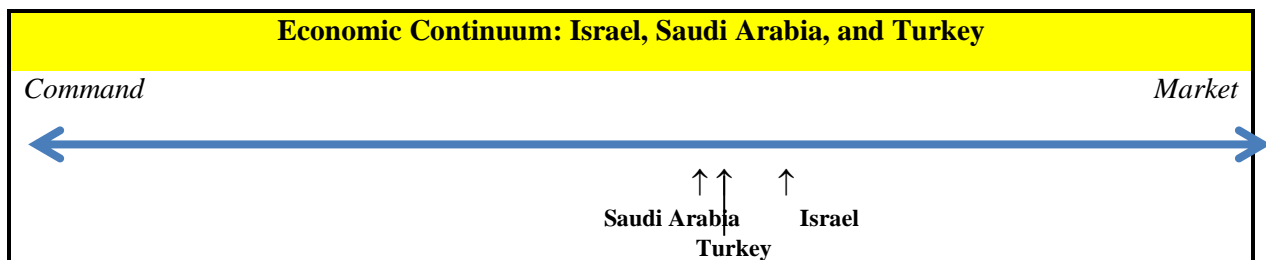 Economic Continuum: Israel, Saudi Arabia, and Turkey
Command Market
↑ ↑ ↑
Saudi Arabia Israel
Turkey